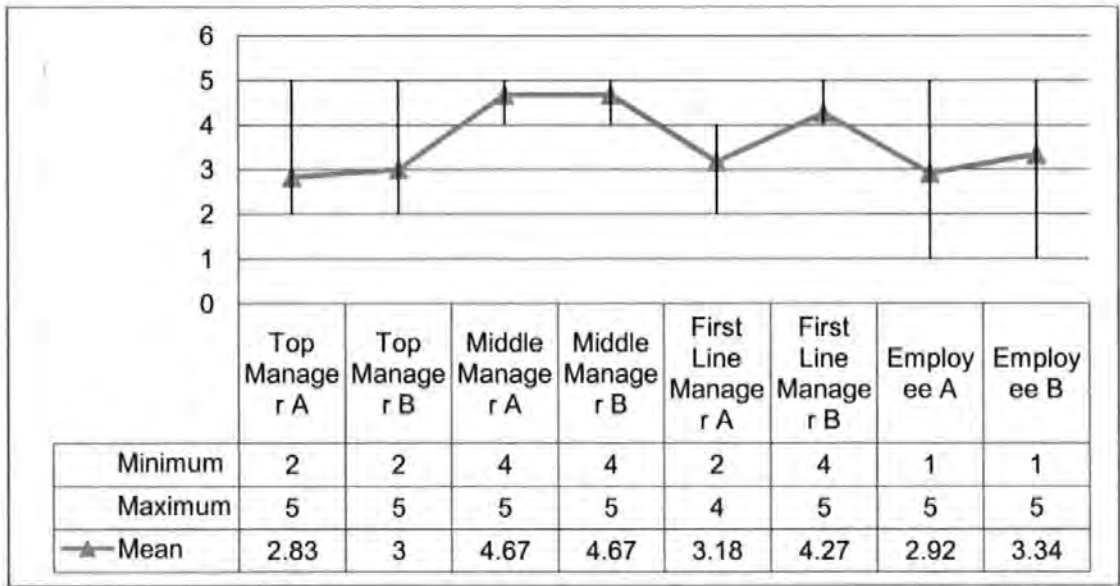 6
5
4
3
2
1
0
Top Manage r A
Top Manage r B
Middle Manage r A
Middle Manage r B
First Line Manage r A
First Line Manage r B
Employ ee A
Employ ee B
Minimum 2 2 4 4 2 4 1 1
Maximum 5 5 5 5 4 5 5 5
Mean 2.83 3 4.67 4.67 3.18 4.27 2.92 3.34